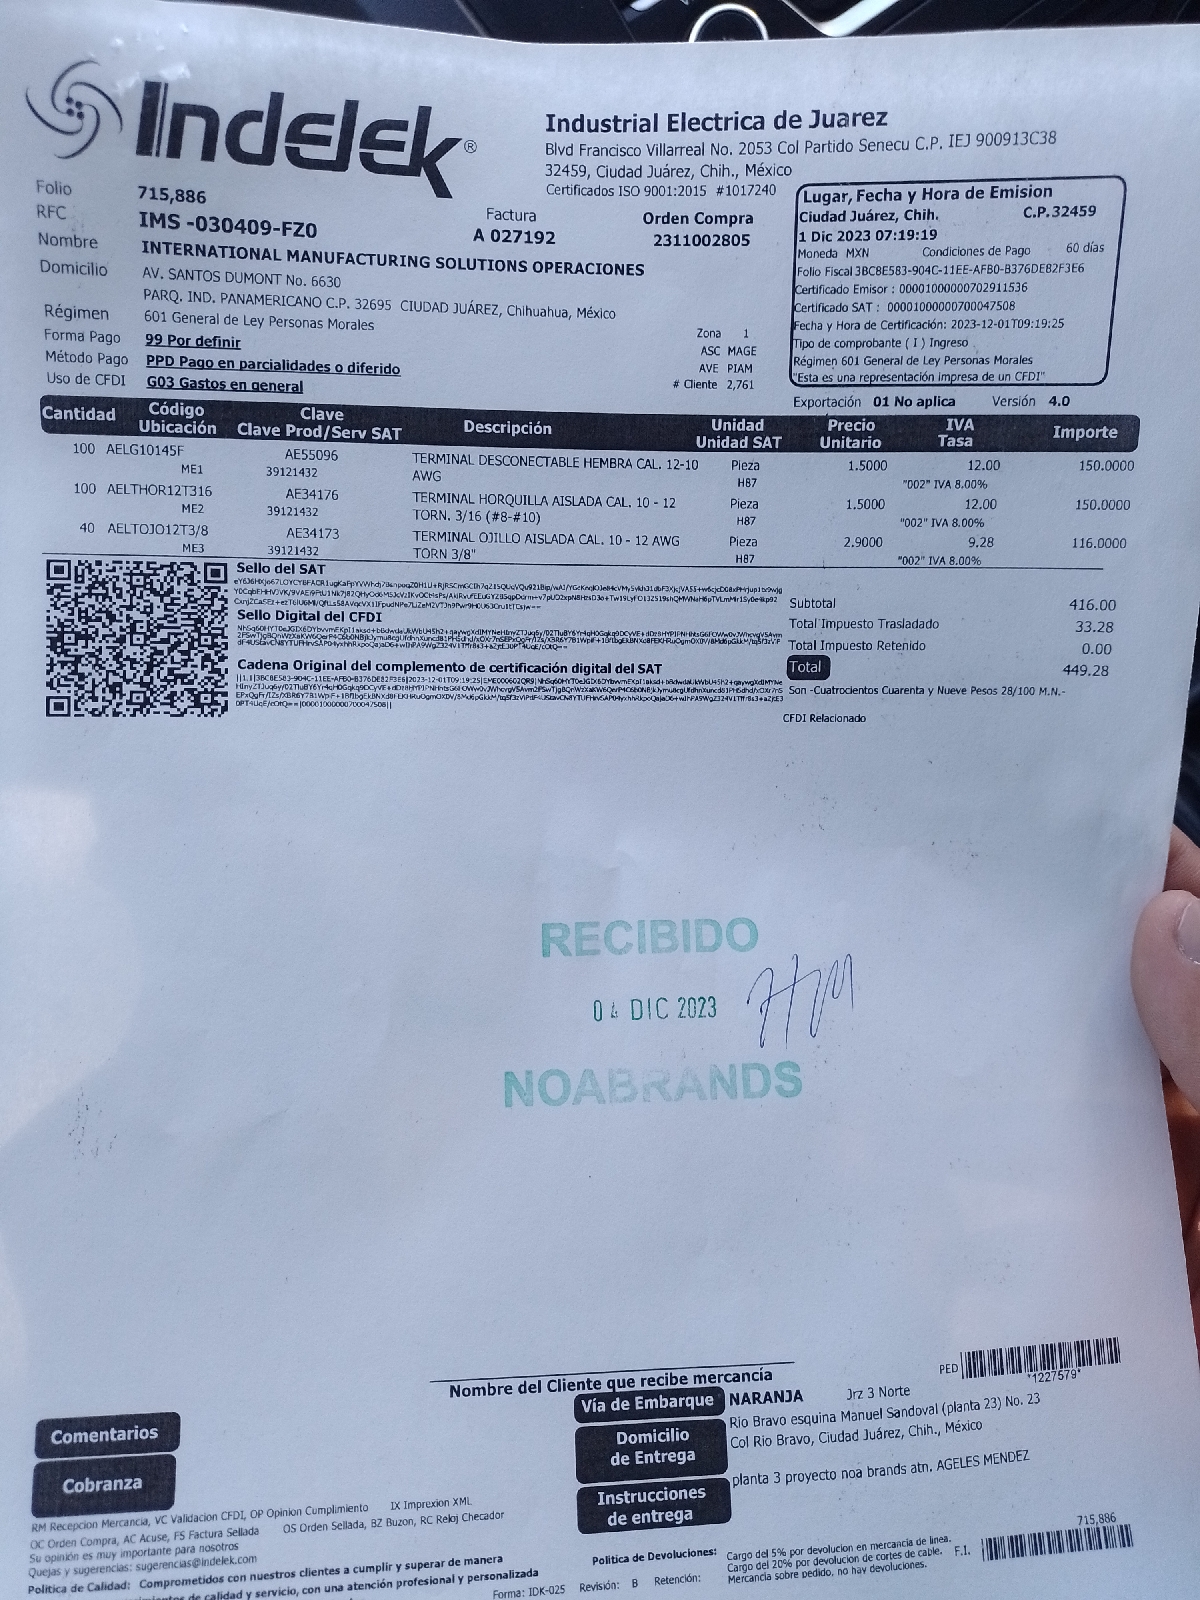 Indelek®
Industrial Electrica de Juarez
Blvd Francisco Villarreal No. 2053 Col Partido Senecu C.P. IEJ 900913C38
32459, Ciudad Juárez, Chih., México
Certificados ISO 9001:2015 #1017240
Folio 715,886
RFC IMS -030409-FZ0
Factura
A 027192
Orden Compra
2311002805
Nombre INTERNATIONAL MANUFACTURING SOLUTIONS OPERACIONES
Domicilio AV. SANTOS DUMONT No. 6630
PARQ. IND. PANAMERICANO C.P. 32695 CIUDAD JUÁREZ, Chihuahua, México
Régimen 601 General de Ley Personas Morales
Forma Pago 99 Por definir
Método Pago PPD Pago en parcialidades o diferido
Uso de CFDI G03 Gastos en general
Zona 1
ASC MAGE
AVE PIAM
# Cliente 2,761
Lugar, Fecha y Hora de Emision
Ciudad Juárez, Chih. C.P.32459
1 Dic 2023 07:19:19
Moneda MXN Condiciones de Pago 60 días
Folio Fiscal 3BC8E583-904C-11EE-AFB0-B376DE82F3E6
Certificado Emisor : 00001000000702911536
Certificado SAT : 00001000000700047508
Fecha y Hora de Certificación: 2023-12-01T09:19:25
Tipo de comprobante ( I ) Ingreso
Régimen 601 General de Ley Personas Morales
"Esta es una representación impresa de un CFDI"
Exportación 01 No aplica Versión 4.0
Cantidad Código Ubicación Clave Clave Prod/Serv SAT Descripción Unidad Unidad SAT Precio Unitario IVA Tasa Importe
100 AELG10145F AE55096 TERMINAL DESCONECTABLE HEMBRA CAL. 12-10 Pieza 1.5000 12.00 150.0000
ME1 39121432 AWG H87 "002" IVA 8.00%
100 AELTHOR12T316 AE34176 TERMINAL HORQUILLA AISLADA CAL. 10 - 12 Pieza 1.5000 12.00 150.0000
ME2 39121432 TORN. 3/16 (#8-#10) H87 "002" IVA 8.00%
40 AELTOJO12T3/8 AE34173 TERMINAL OJILLO AISLADA CAL. 10 - 12 AWG Pieza 2.9000 9.28 116.0000
ME3 39121432 TORN 3/8" H87 "002" IVA 8.00%
Sello del SAT
Sello Digital del CFDI
Cadena Original del complemento de certificación digital del SAT
Subtotal 416.00
Total Impuesto Trasladado 33.28
Total Impuesto Retenido 0.00
Total 449.28
Son -Cuatrocientos Cuarenta y Nueve Pesos 28/100 M.N.-
CFDI Relacionado
RECIBIDO
04 DIC 2023
HM
NOABRANDS
Nombre del Cliente que recibe mercancía
PED *1227579*
Vía de Embarque NARANJA Jrz 3 Norte
Domicilio de Entrega Rio Bravo esquina Manuel Sandoval (planta 23) No. 23
Col Rio Bravo, Ciudad Juárez, Chih., México
Instrucciones de entrega planta 3 proyecto noa brands atn. AGELES MENDEZ
Comentarios
Cobranza
RM Recepcion Mercancia, VC Validacion CFDI, OP Opinion Cumplimiento IX Imprexion XML
OC Orden Compra, AC Acuse, FS Factura Sellada OS Orden Sellada, BZ Buzon, RC Reloj Checador
Su opinión es muy importante para nosotros
Quejas y sugerencias: sugerencias@indelek.com
Politica de Calidad: Comprometidos con nuestros clientes a cumplir y superar de manera
de calidad y servicio, con una atención profesional y personalizada
Forma: IDK-025 Revisión: B Retención:
Politica de Devoluciones: Cargo del 5% por devolucion en mercancia de linea.
Cargo del 20% por devolucion de cortes de cable.
Mercancia sobre pedido, no hay devoluciones.
F.I. 715,886